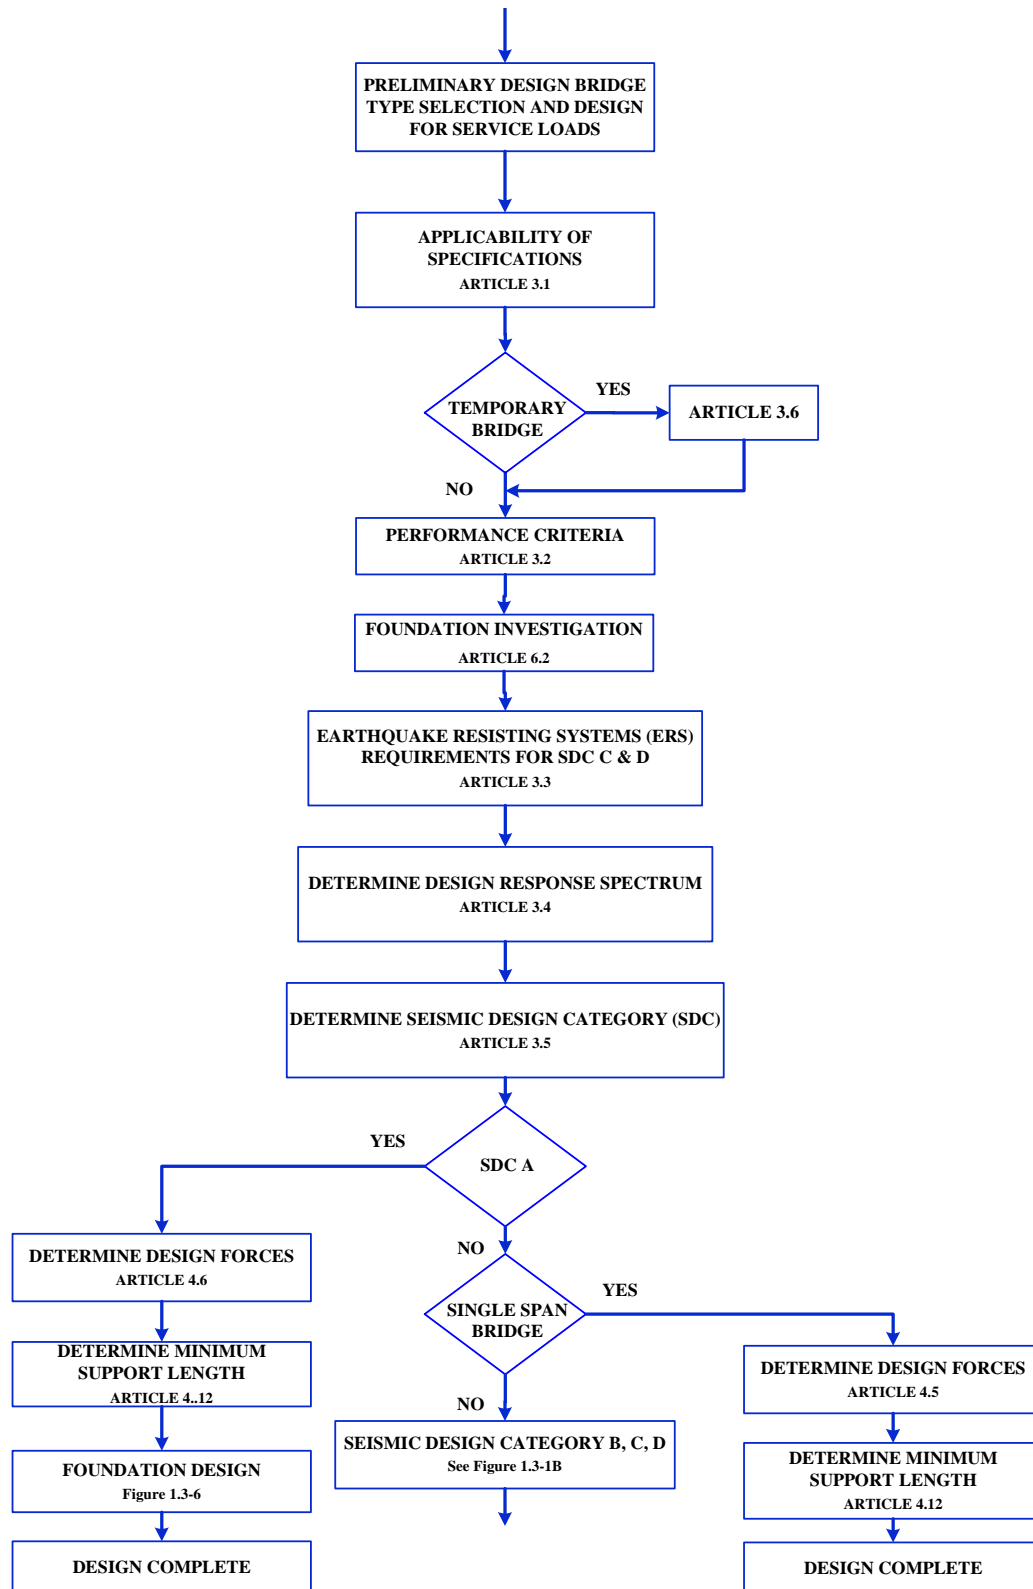 PRELIMINARY DESIGN BRIDGE
TYPE SELECTION AND DESIGN
FOR SERVICE LOADS
APPLICABILITY OF
SPECIFICATIONS
ARTICLE 3.1
TEMPORARY
BRIDGE
YES
ARTICLE 3.6
NO
PERFORMANCE CRITERIA
ARTICLE 3.2
FOUNDATION INVESTIGATION
ARTICLE 6.2
EARTHQUAKE RESISTING SYSTEMS (ERS)
REQUIREMENTS FOR SDC C & D
ARTICLE 3.3
DETERMINE DESIGN RESPONSE SPECTRUM
ARTICLE 3.4
DETERMINE SEISMIC DESIGN CATEGORY (SDC)
ARTICLE 3.5
YES
SDC A
NO
DETERMINE DESIGN FORCES
ARTICLE 4.6
DETERMINE MINIMUM
SUPPORT LENGTH
ARTICLE 4..12
FOUNDATION DESIGN
Figure 1.3-6
DESIGN COMPLETE
SINGLE SPAN
BRIDGE
YES
NO
SEISMIC DESIGN CATEGORY B, C, D
See Figure 1.3-1B
DETERMINE DESIGN FORCES
ARTICLE 4.5
DETERMINE MINIMUM
SUPPORT LENGTH
ARTICLE 4.12
DESIGN COMPLETE